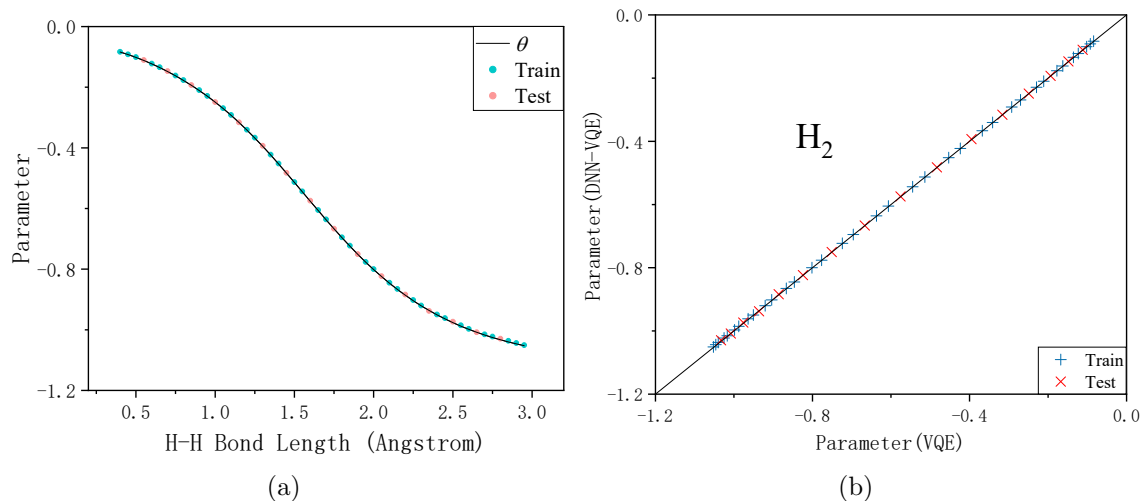 0.0
-0.4
-0.8
-1.2
Parameter
θ
Train
Test
0.5 1.0 1.5 2.0 2.5 3.0
H-H Bond Length (Angstrom)
(a)
0.0
-0.4
-0.8
-1.2
Parameter(DNN-VQE)
H2
Train
Test
-1.2 -0.8 -0.4 0.0
Parameter(VQE)
(b)